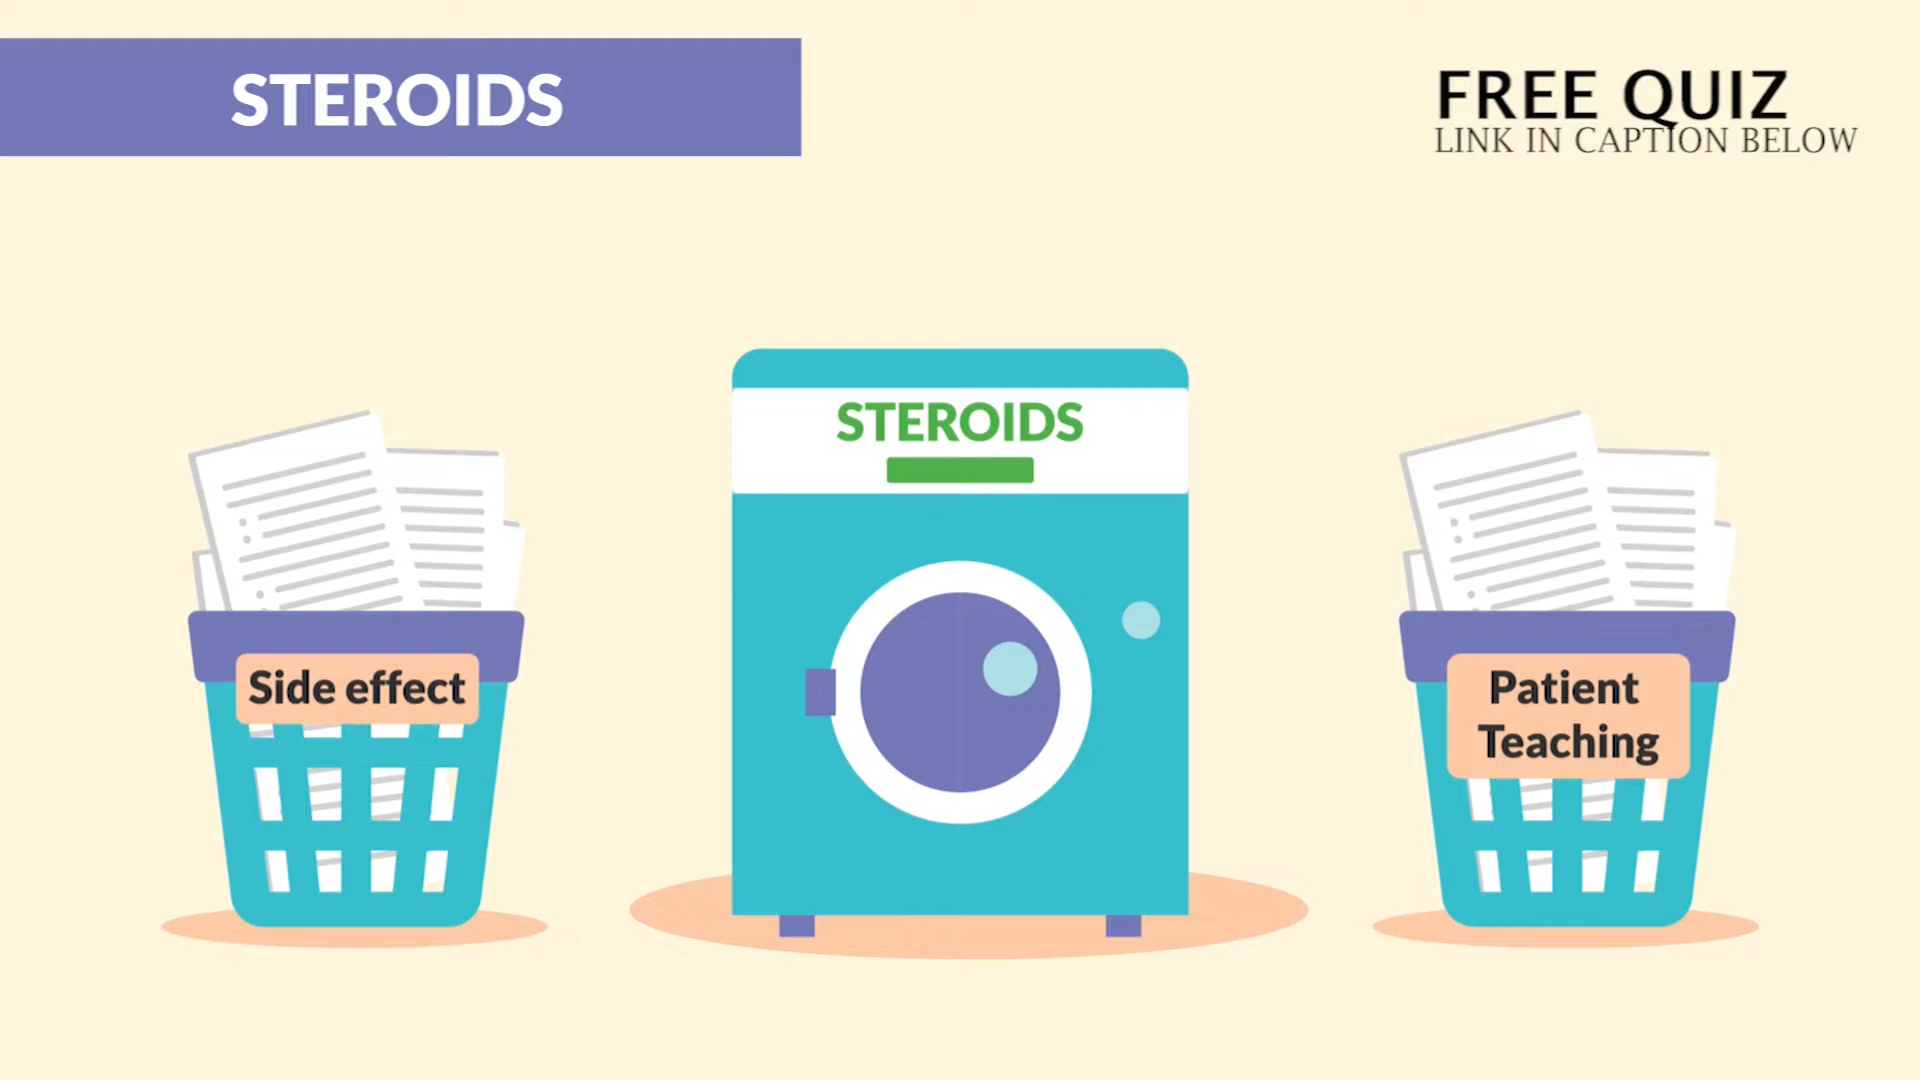 STEROIDS
FREE QUIZ
LINK IN CAPTION BELOW
STEROIDS
Side effect
Patient
Teaching